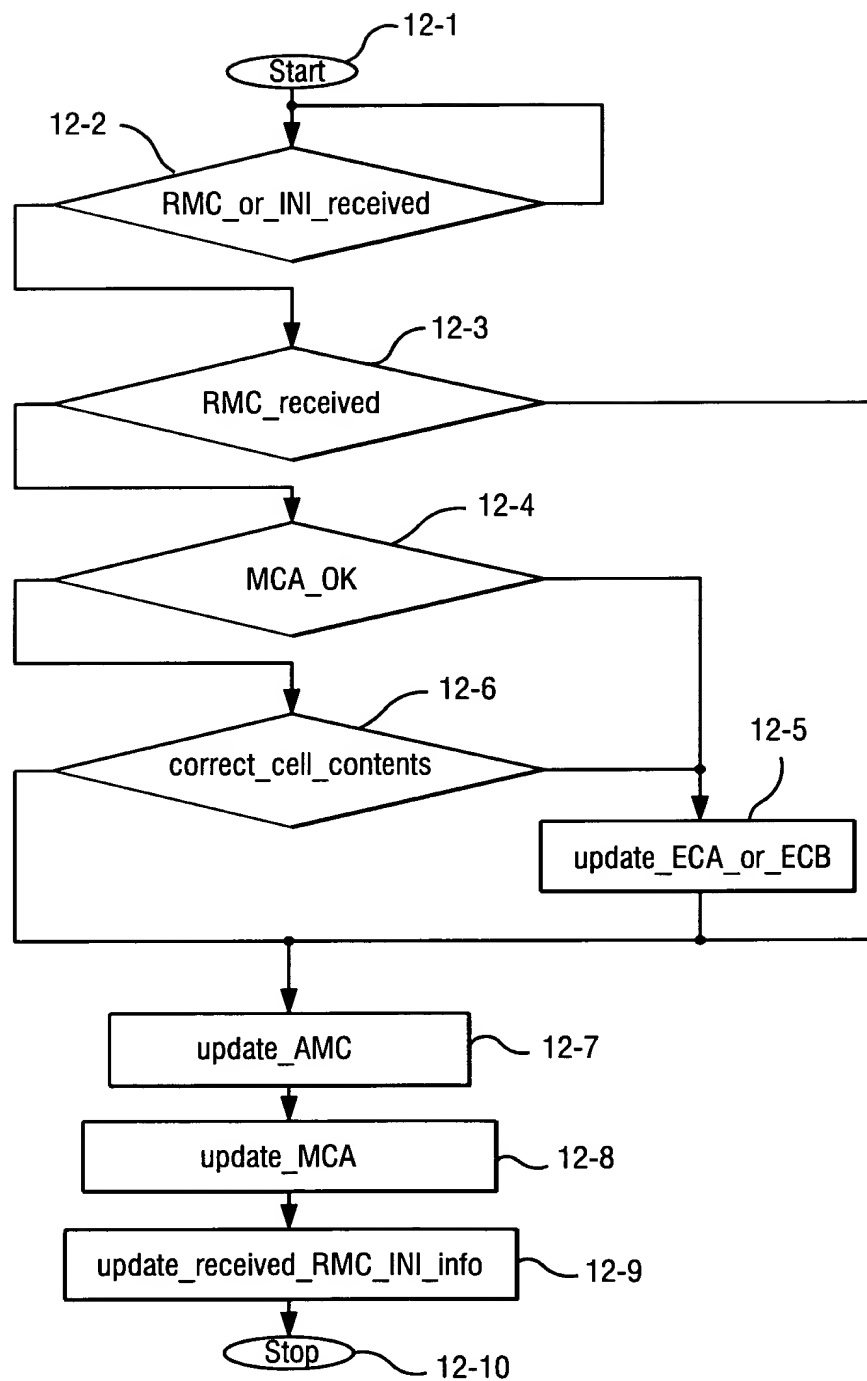 12-1
Start
12-2
RMC_or_INI_received
12-3
RMC_received
12-4
MCA_OK
12-6
correct_cell_contents
12-5
update_ECA_or_ECB
update_AMC
12-7
update_MCA
12-8
update_received_RMC_INI_info
12-9
Stop
12-10